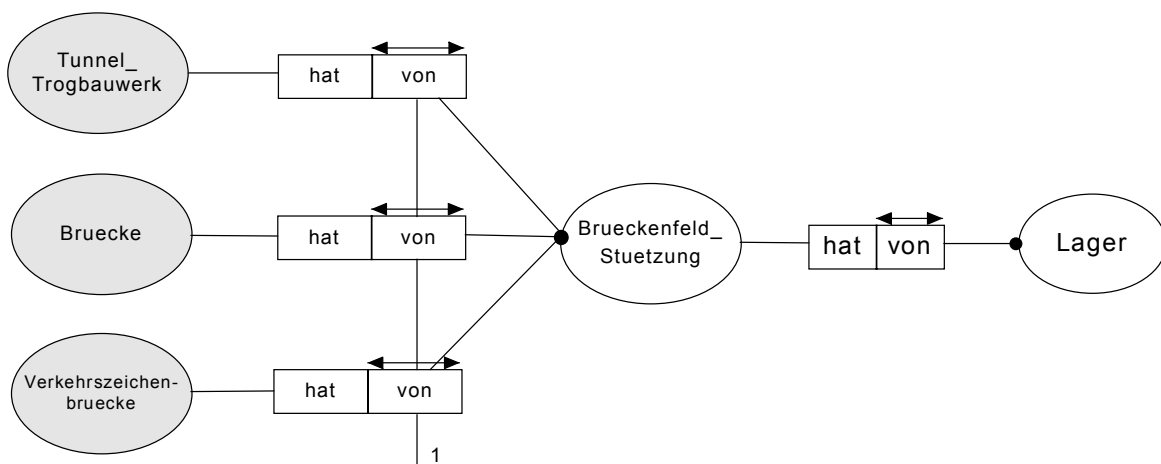 Tunnel_
Trogbauwerk
hat
von
Bruecke
hat
von
Brueckenfeld_
Stuetzung
hat
von
Lager
Verkehrszeichen-
bruecke
hat
von
1